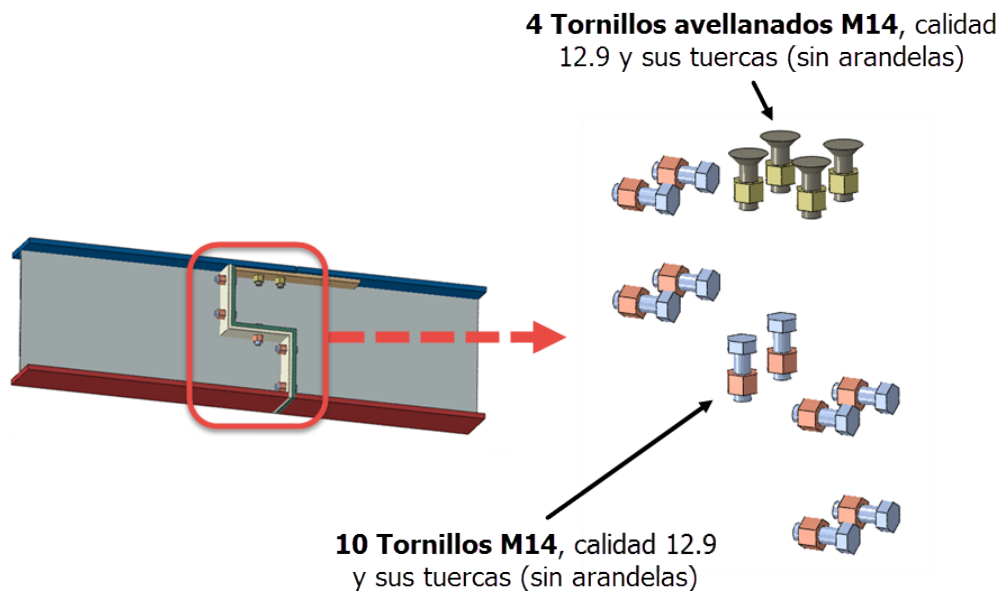 4 Tornillos avellanados M14, calidad
12.9 y sus tuercas (sin arandelas)
10 Tornillos M14, calidad 12.9
y sus tuercas (sin arandelas)